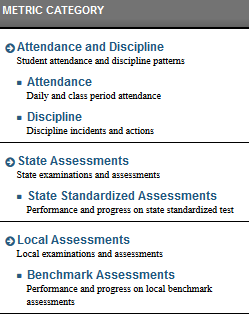 METRIC CATEGORY
Attendance and Discipline
Student attendance and discipline patterns
Attendance
Daily and class period attendance
Discipline
Discipline incidents and actions
State Assessments
State examinations and assessments
State Standardized Assessments
Performance and progress on state standardized test
Local Assessments
Local examinations and assessments
Benchmark Assessments
Performance and progress on local benchmark
assessments